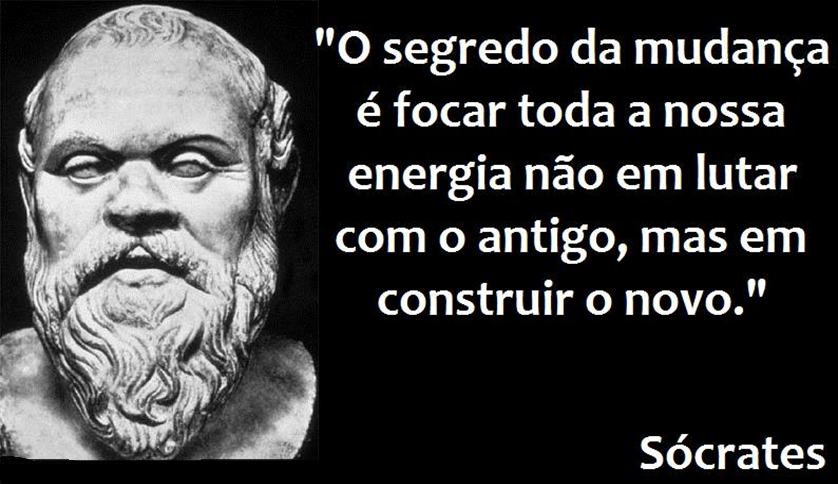 "O segredo da mudança
é focar toda a nossa
energia não em lutar
com o antigo, mas em
construir o novo."
Sócrates